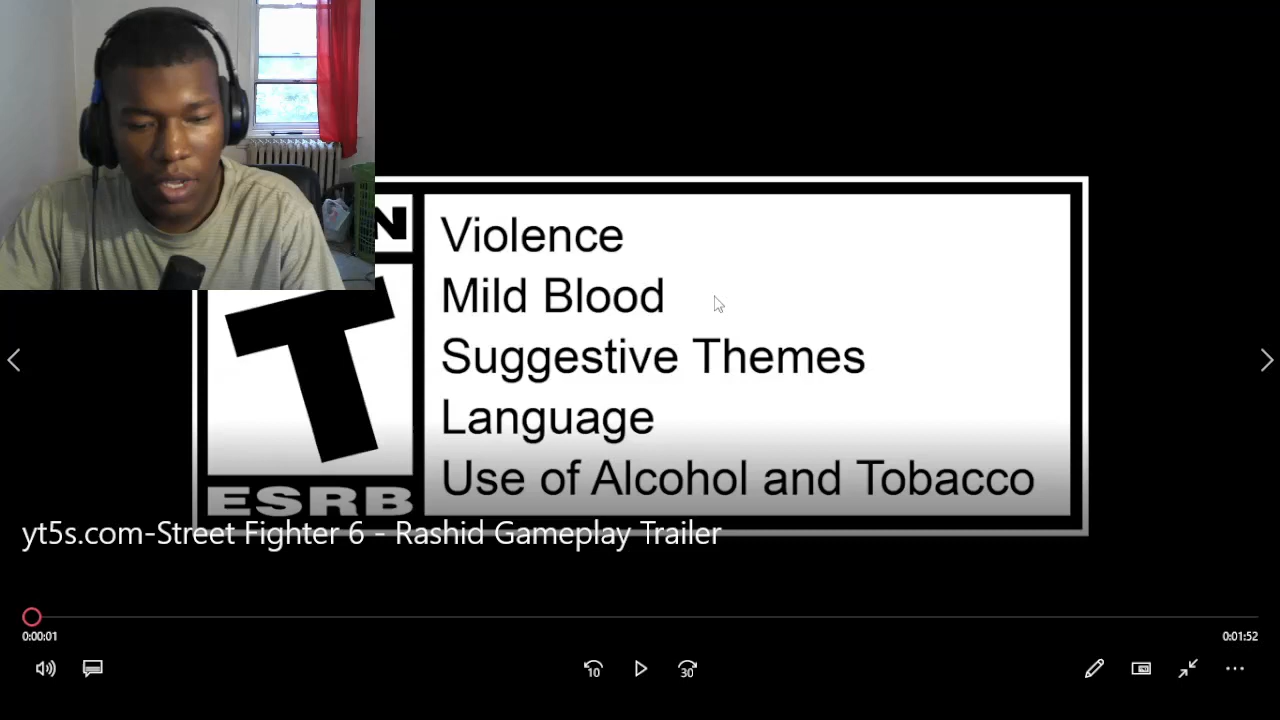 N
T
ESRB
Violence
Mild Blood
Suggestive Themes
Language
Use of Alcohol and Tobacco
yt5s.com-Street Fighter 6 - Rashid Gameplay Trailer
0:00:01
0:01:52
10
30